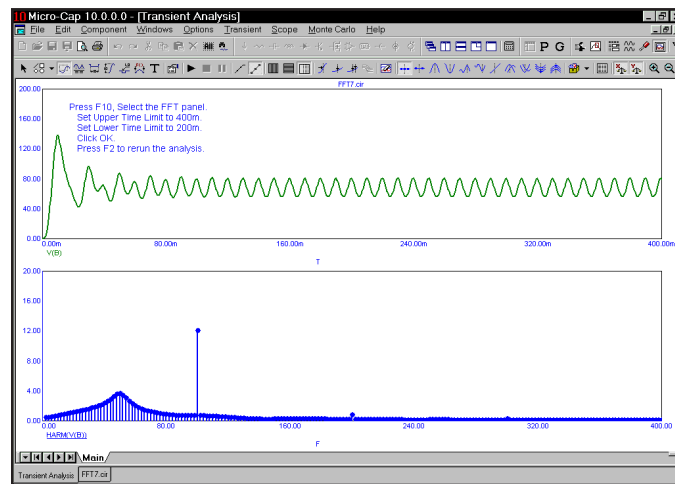 10 Micro-Cap 10.0.0.0 - [Transient Analysis]
File Edit Component Windows Options Transient Scope Monte Carlo Help
P G
T
FFT7.cir
200.00
160.00
120.00
80.00
40.00
0.00
Press F10, Select the FFT panel.
Set Upper Time Limit to 400m.
Set Lower Time Limit to 200m.
Click OK.
Press F2 to rerun the analysis.
0.00m 80.00m 160.00m 240.00m 320.00m 400.00m
V(B)
T
20.00
16.00
12.00
8.00
4.00
0.00
0.00 80.00 160.00 240.00 320.00 400.00
HARM(V(B))
F
Main
Transient Analysis FFT7.cir